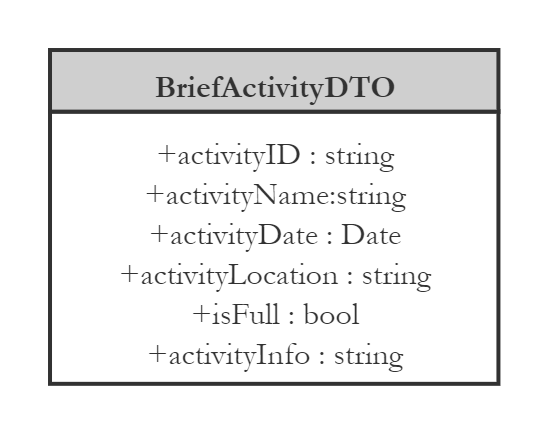 BriefActivityDTO
+activityID : string
+activityName:string
+activityDate : Date
+activityLocation : string
+isFull : bool
+activityInfo : string